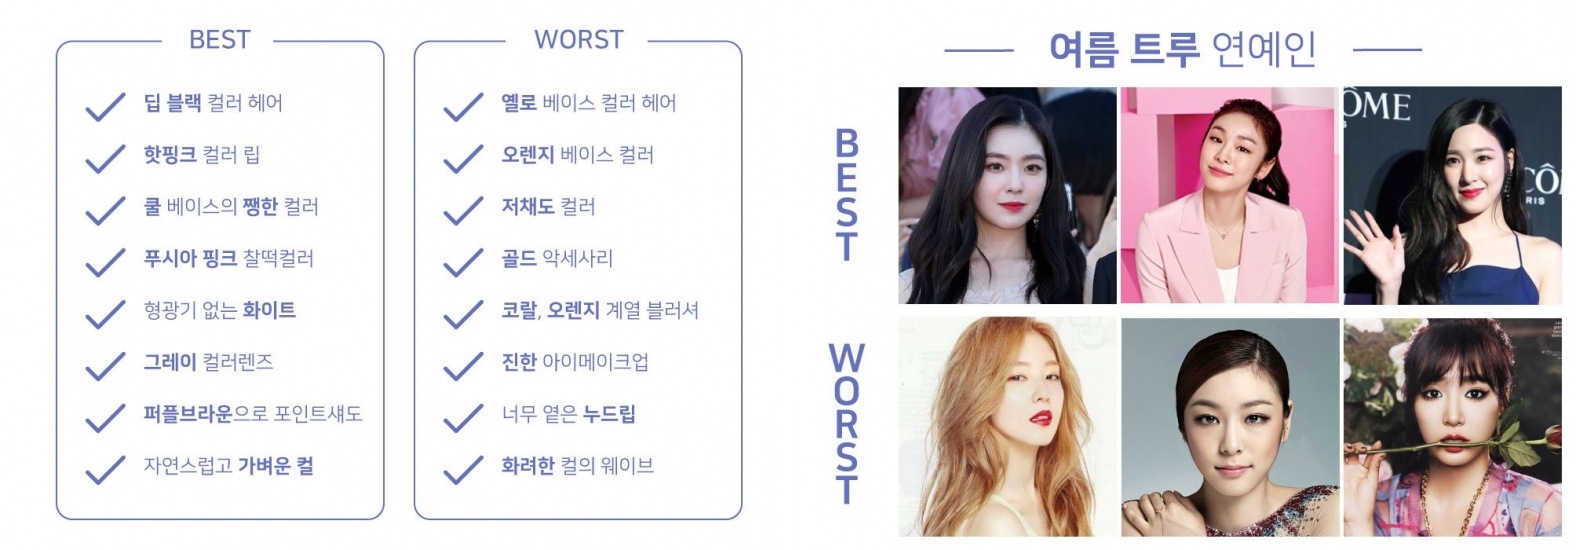 BEST
딥 블랙 컬러 헤어
핫핑크 컬러 립
쿨 베이스의 쨍한 컬러
푸시아 핑크 찰떡컬러
형광기 없는 화이트
그레이 컬러렌즈
퍼플브라운으로 포인트섀도
자연스럽고 가벼운 컬
WORST
옐로 베이스 컬러 헤어
오렌지 베이스 컬러
저채도 컬러
골드 악세사리
코랄, 오렌지 계열 블러셔
진한 아이메이크업
너무 옅은 누드립
화려한 컬의 웨이브
여름 트루 연예인
BEST
ÔME
S
CÔ
RIS
WORST